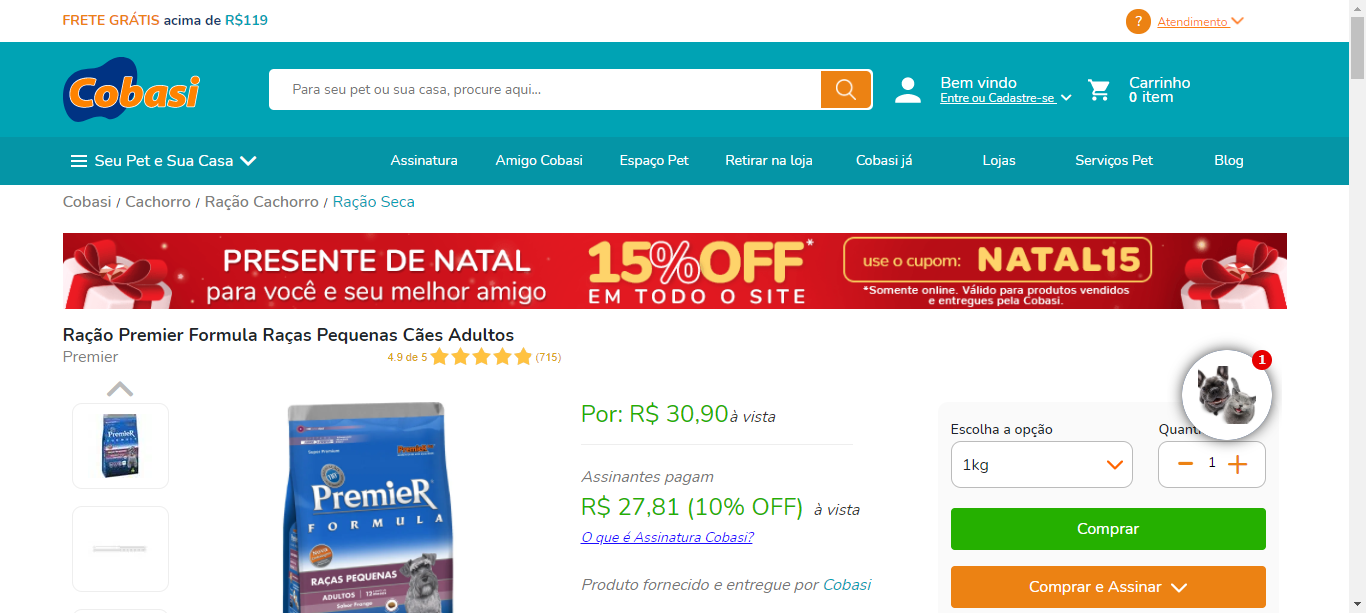 FRETE GRÁTIS acima de R$119
? Atendimento
Cobasi
Para seu pet ou sua casa, procure aqui...
Bem vindo
Entre ou Cadastre-se
Carrinho
0 item
Seu Pet e Sua Casa
Assinatura
Amigo Cobasi
Espaço Pet
Retirar na loja
Cobasi já
Lojas
Serviços Pet
Blog
Cobasi / Cachorro / Ração Cachorro / Ração Seca
PRESENTE DE NATAL
para você e seu melhor amigo
15%OFF*
EM TODO O SITE
use o cupom: NATAL15
*Somente online. Válido para produtos vendidos
e entregues pela Cobasi.
Ração Premier Formula Raças Pequenas Cães Adultos
Premier
4.9 de 5
(715)
1
PremieR
FORMULA
RAÇAS PEQUENAS
ADULTOS
Sabor Frango
Por: R$ 30,90 à vista
Assinantes pagam
R$ 27,81 (10% OFF) à vista
O que é Assinatura Cobasi?
Produto fornecido e entregue por Cobasi
Escolha a opção
1kg
Quanti
1
Comprar
Comprar e Assinar